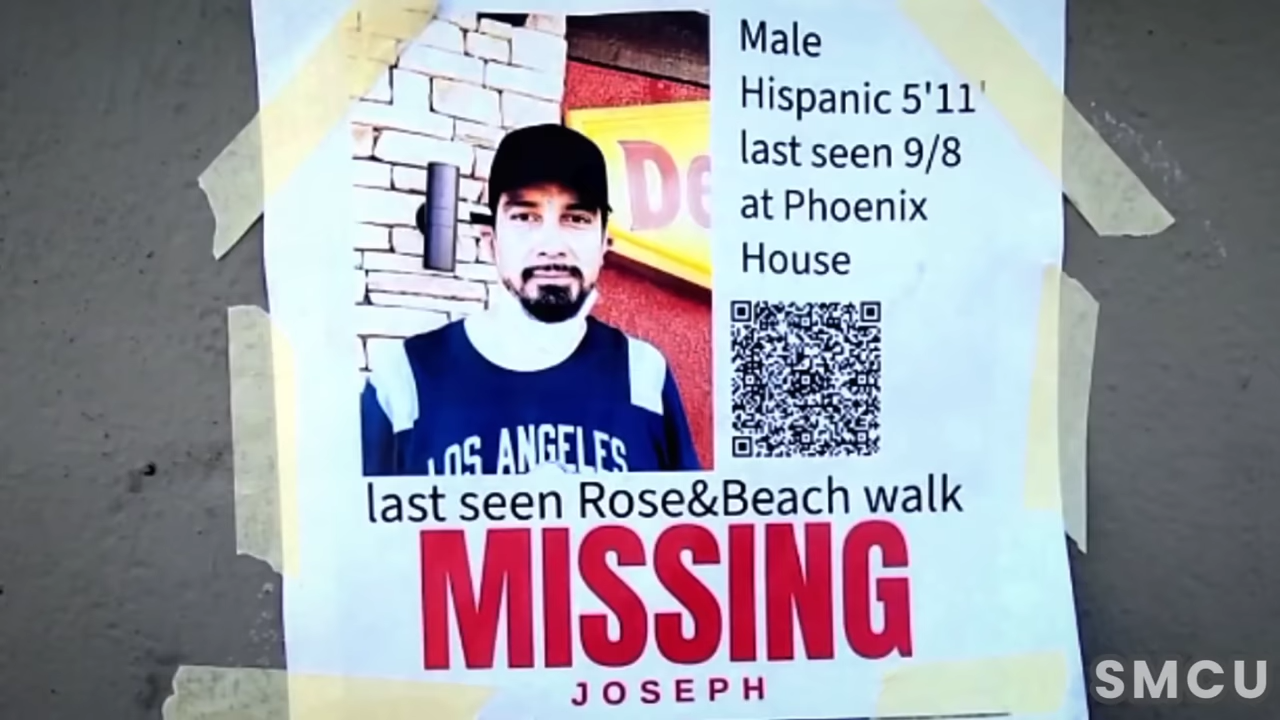 Male
Hispanic 5'11'
last seen 9/8
at Phoenix
House
De
LOS ANGELES
last seen Rose&Beach walk
MISSING
JOSEPH
SMCU